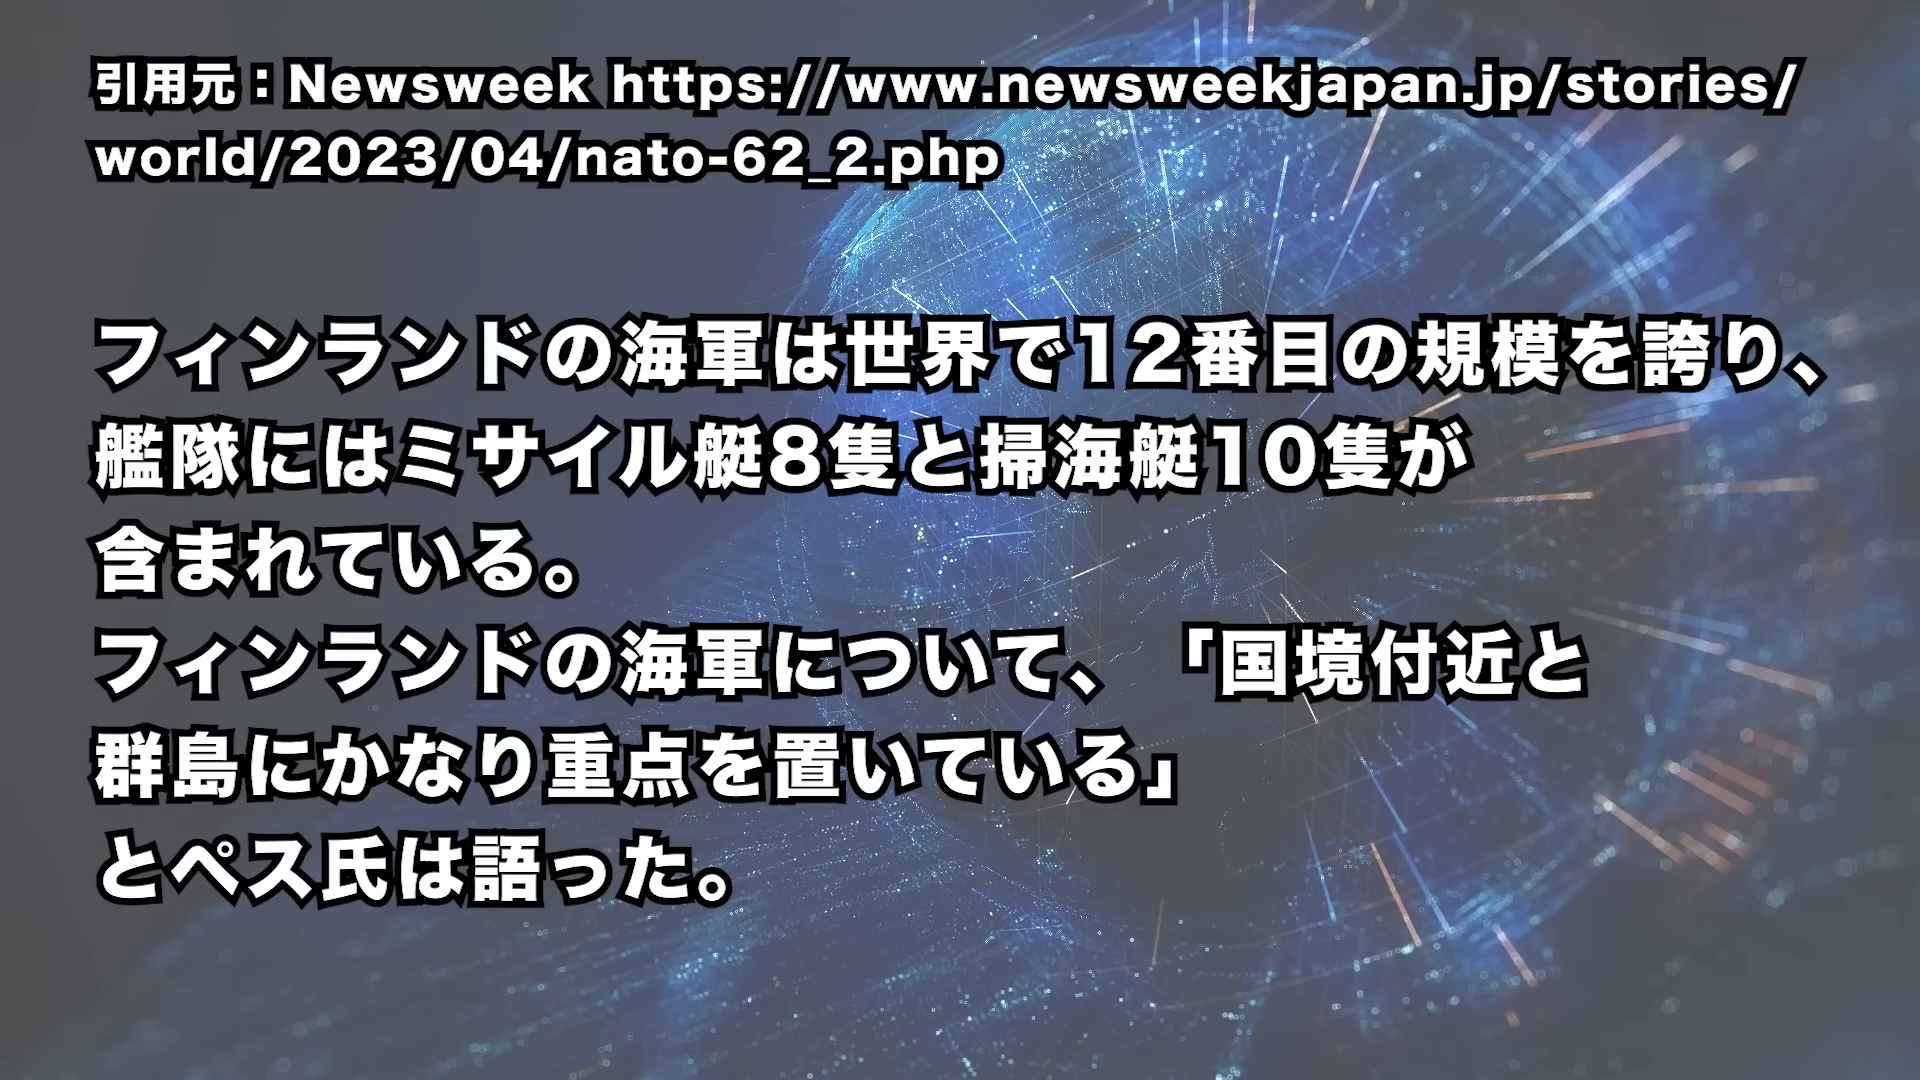 引用元：Newsweek https://www.newsweekjapan.jp/stories/
world/2023/04/nato-62_2.php
フィンランドの海軍は世界で12番目の規模を誇り、
艦隊にはミサイル艇8隻と掃海艇10隻が
含まれている。
フィンランドの海軍について、「国境付近と
群島にかなり重点を置いている」
とペス氏は語った。